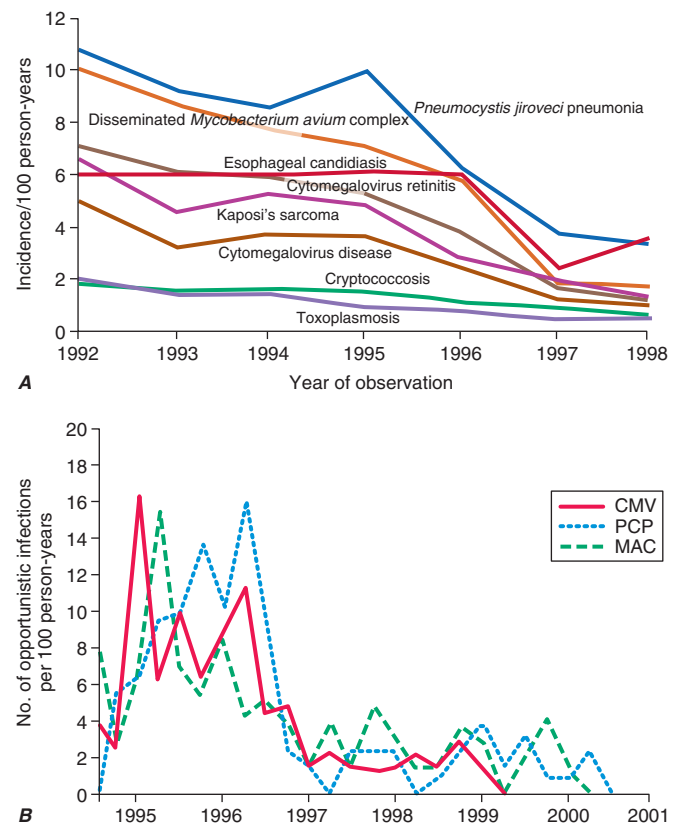 12
10
8
6
4
2
0
Incidence/100 person-years
Pneumocystis jiroveci pneumonia
Disseminated Mycobacterium avium complex
Esophageal candidiasis
Cytomegalovirus retinitis
Kaposi's sarcoma
Cytomegalovirus disease
Cryptococcosis
Toxoplasmosis
1992 1993 1994 1995 1996 1997 1998
A
Year of observation
20
18
16
14
12
10
8
6
4
2
0
No. of opportunistic infections
per 100 person-years
CMV
PCP
MAC
1995 1996 1997 1998 1999 2000 2001
B